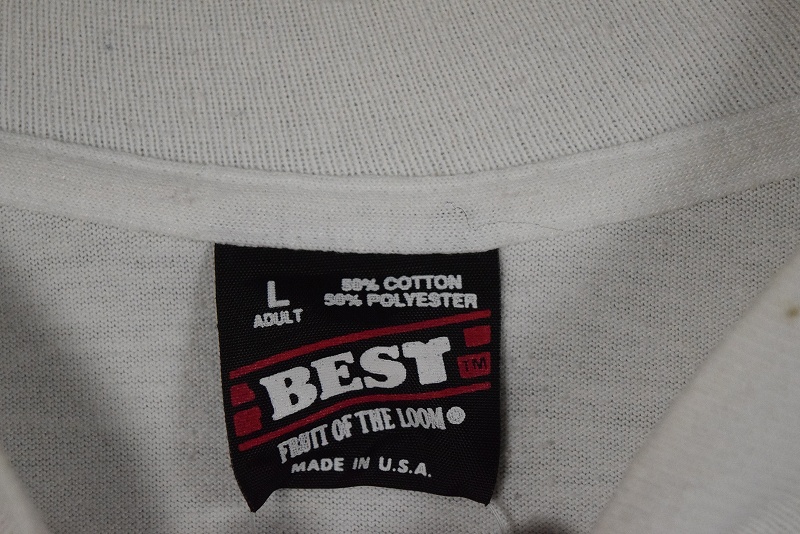 L
ADULT
50% COTTON
50% POLYESTER
BEST
TM
FRUIT OF THE LOOM ®
MADE IN U.S.A.